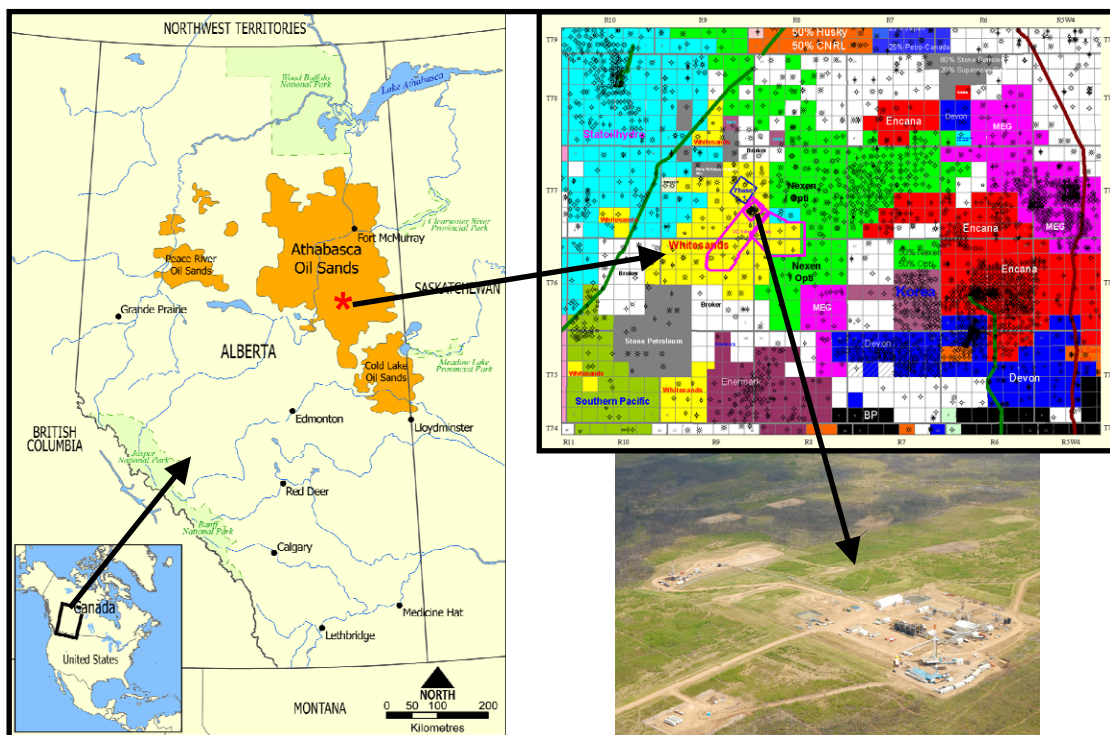 NORTHWEST TERRITORIES
Wood Buffalo
National Park
Lake Athabasca
Clearwater River
Provincial Park
Fort McMurray
Athabasca
Oil Sands
Peace River
Oil Sands
SASKATCHEWAN
Grande Prairie
ALBERTA
Meadow Lake
Provincial Park
Cold Lake
Oil Sands
Edmonton
Lloydminster
BRITISH
COLUMBIA
Jasper
National Park
Red Deer
Banff
National Park
Calgary
Medicine Hat
Lethbridge
Canada
United States
MONTANA
NORTH
0 50 100 200
Kilometres
R10 R9 R8 R7 R6 R5W4
T79
T78
T77
T76
T75
T74
50% Husky
50% CNRL
25% Petro-Canada
80% Stone Petroleum
20% Supernova
Encana
Devon
MEG
Statoilhydro
Whitesands
Broker
Phase
Nexen
Opti
Whitesands
Encana
MEG
Whitesands
Broker
Nexen
Opti
50% Nexen
50% Opti
Encana
Korea
Broker
MEG
Stone Petroleum
Devon
Whitesands
Enermark
Whitesands
Southern Pacific
Devon
BP
R11 R10 R9 R8 R7 R6 R5W4